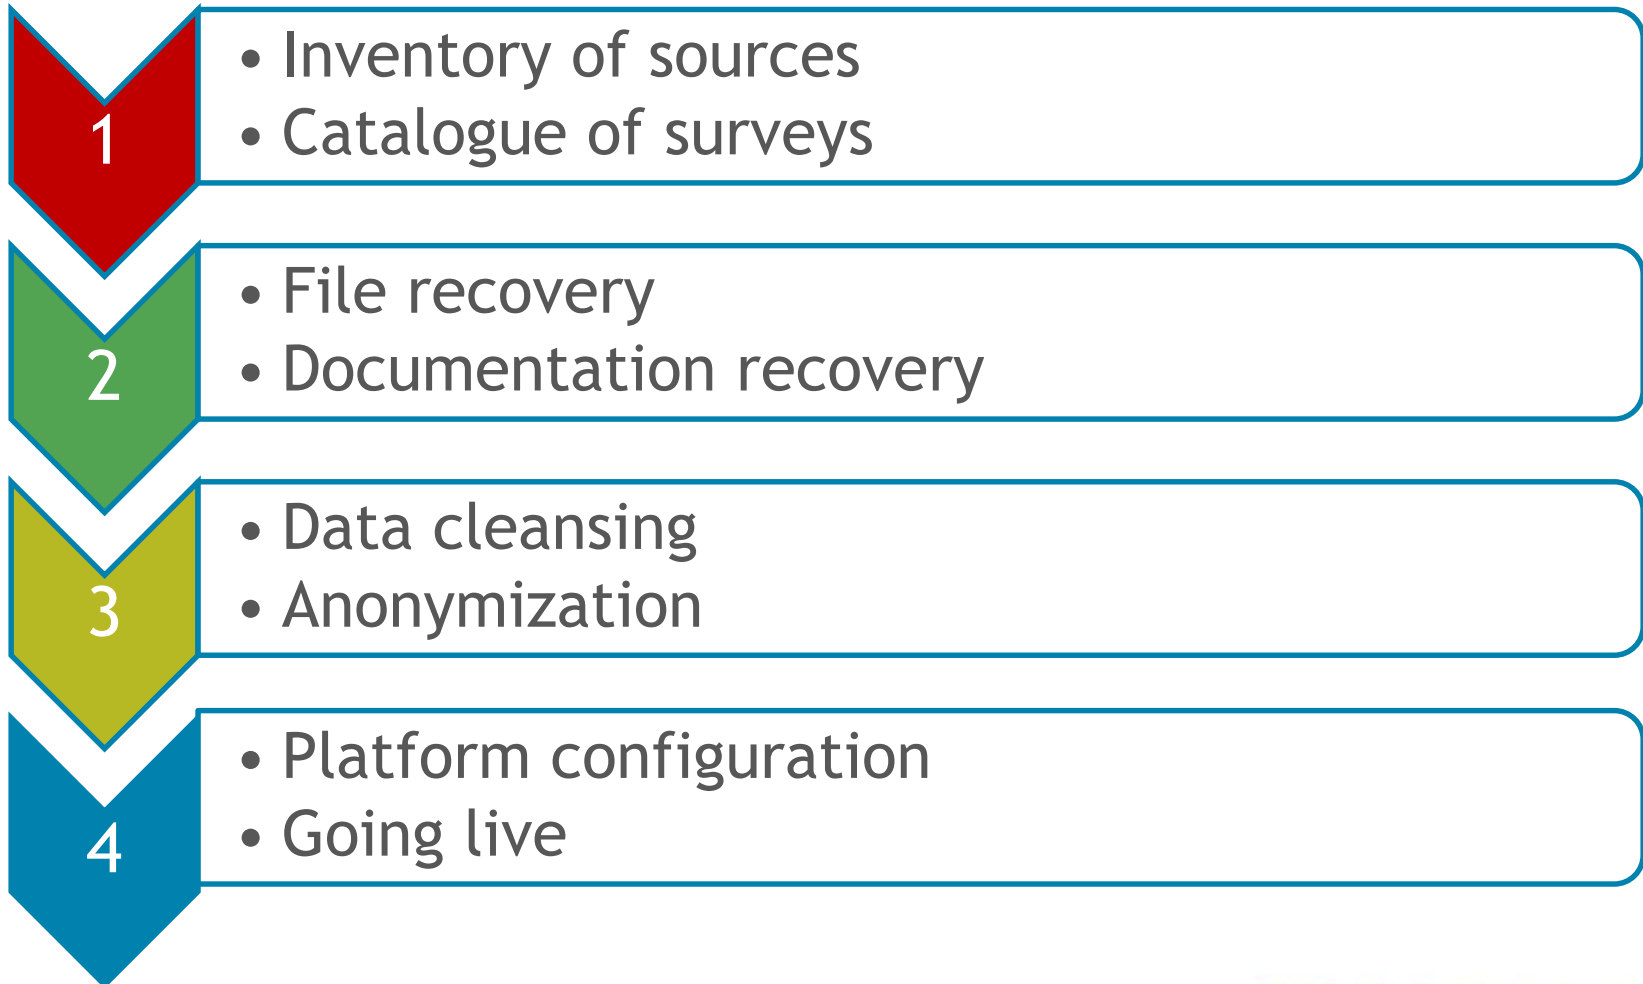 1
• Inventory of sources
• Catalogue of surveys
2
• File recovery
• Documentation recovery
3
• Data cleansing
• Anonymization
4
• Platform configuration
• Going live